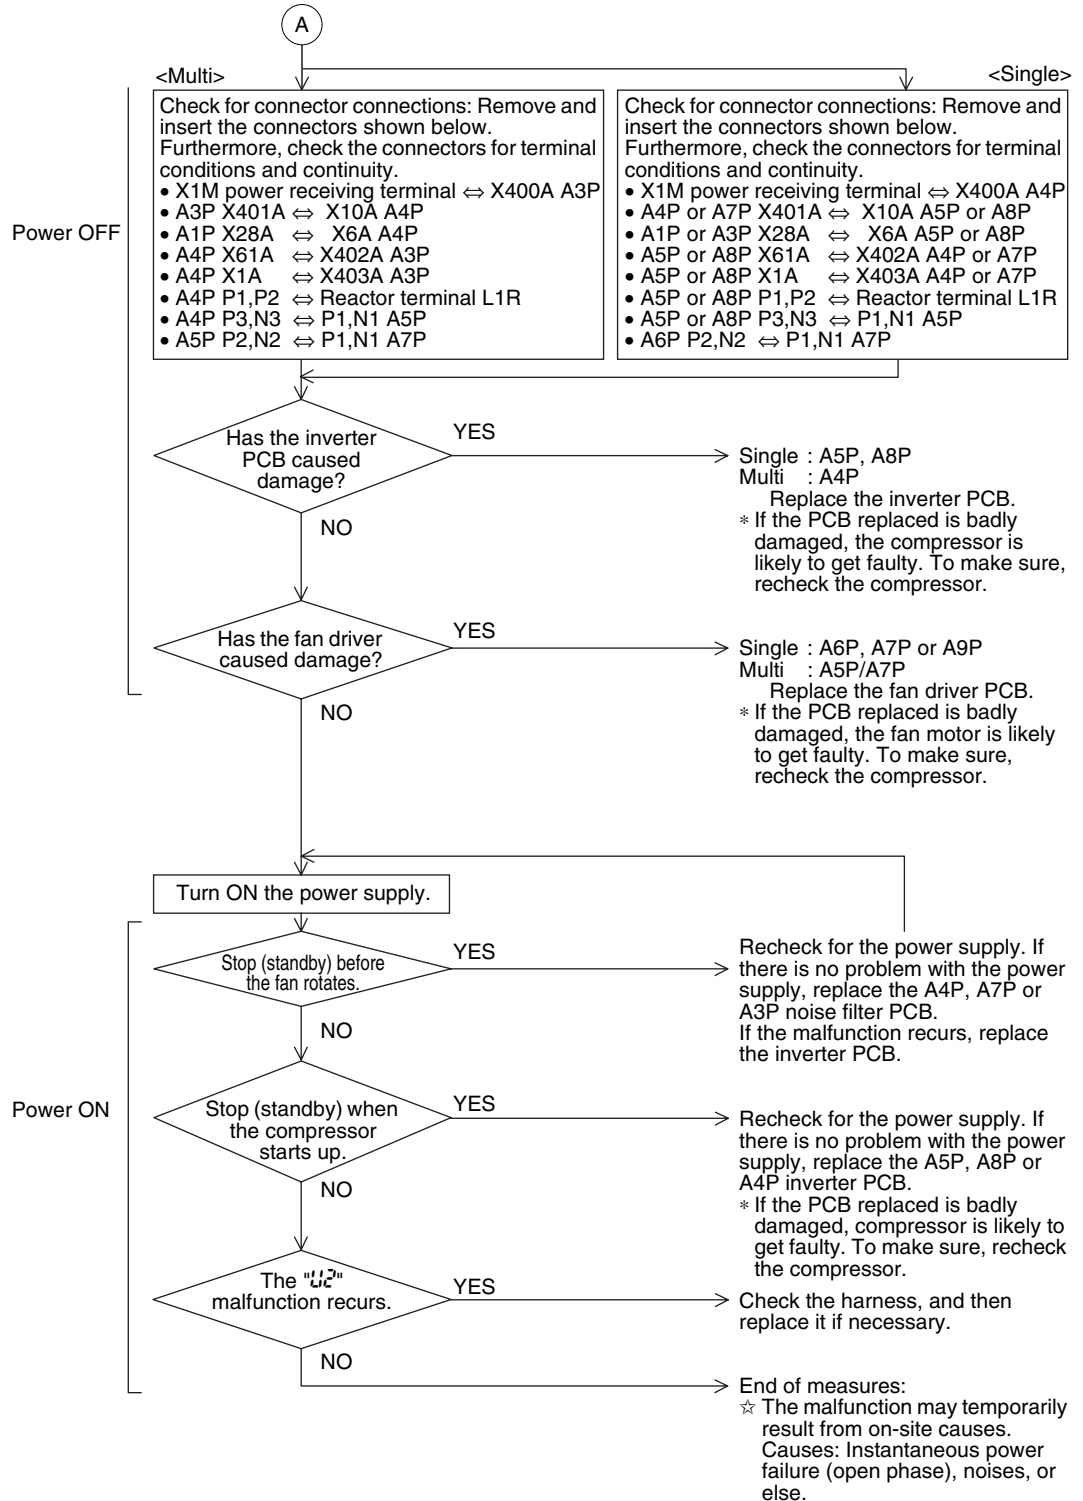 A
<Multi>
Check for connector connections: Remove and
insert the connectors shown below.
Furthermore, check the connectors for terminal
conditions and continuity.
• X1M power receiving terminal ⇔ X400A A3P
• A3P X401A ⇔ X10A A4P
• A1P X28A ⇔ X6A A4P
• A4P X61A ⇔ X402A A3P
• A4P X1A ⇔ X403A A3P
• A4P P1,P2 ⇔ Reactor terminal L1R
• A4P P3,N3 ⇔ P1,N1 A5P
• A5P P2,N2 ⇔ P1,N1 A7P
<Single>
Check for connector connections: Remove and
insert the connectors shown below.
Furthermore, check the connectors for terminal
conditions and continuity.
• X1M power receiving terminal ⇔ X400A A4P
• A4P or A7P X401A ⇔ X10A A5P or A8P
• A1P or A3P X28A ⇔ X6A A5P or A8P
• A5P or A8P X61A ⇔ X402A A4P or A7P
• A5P or A8P X1A ⇔ X403A A4P or A7P
• A5P or A8P P1,P2 ⇔ Reactor terminal L1R
• A5P or A8P P3,N3 ⇔ P1,N1 A5P
• A6P P2,N2 ⇔ P1,N1 A7P
Power OFF
Has the inverter
PCB caused
damage?
YES
Single : A5P, A8P
Multi : A4P
Replace the inverter PCB.
* If the PCB replaced is badly
damaged, the compressor is
likely to get faulty. To make sure,
recheck the compressor.
NO
Has the fan driver
caused damage?
YES
Single : A6P, A7P or A9P
Multi : A5P/A7P
Replace the fan driver PCB.
* If the PCB replaced is badly
damaged, the fan motor is likely
to get faulty. To make sure,
recheck the compressor.
NO
Turn ON the power supply.
Power ON
Stop (standby) before
the fan rotates.
YES
Recheck for the power supply. If
there is no problem with the power
supply, replace the A4P, A7P or
A3P noise filter PCB.
If the malfunction recurs, replace
the inverter PCB.
NO
Stop (standby) when
the compressor
starts up.
YES
Recheck for the power supply. If
there is no problem with the power
supply, replace the A5P, A8P or
A4P inverter PCB.
* If the PCB replaced is badly
damaged, compressor is likely to
get faulty. To make sure, recheck
the compressor.
NO
The "U2"
malfunction recurs.
YES
Check the harness, and then
replace it if necessary.
NO
End of measures:
☆ The malfunction may temporarily
result from on-site causes.
Causes: Instantaneous power
failure (open phase), noises, or
else.